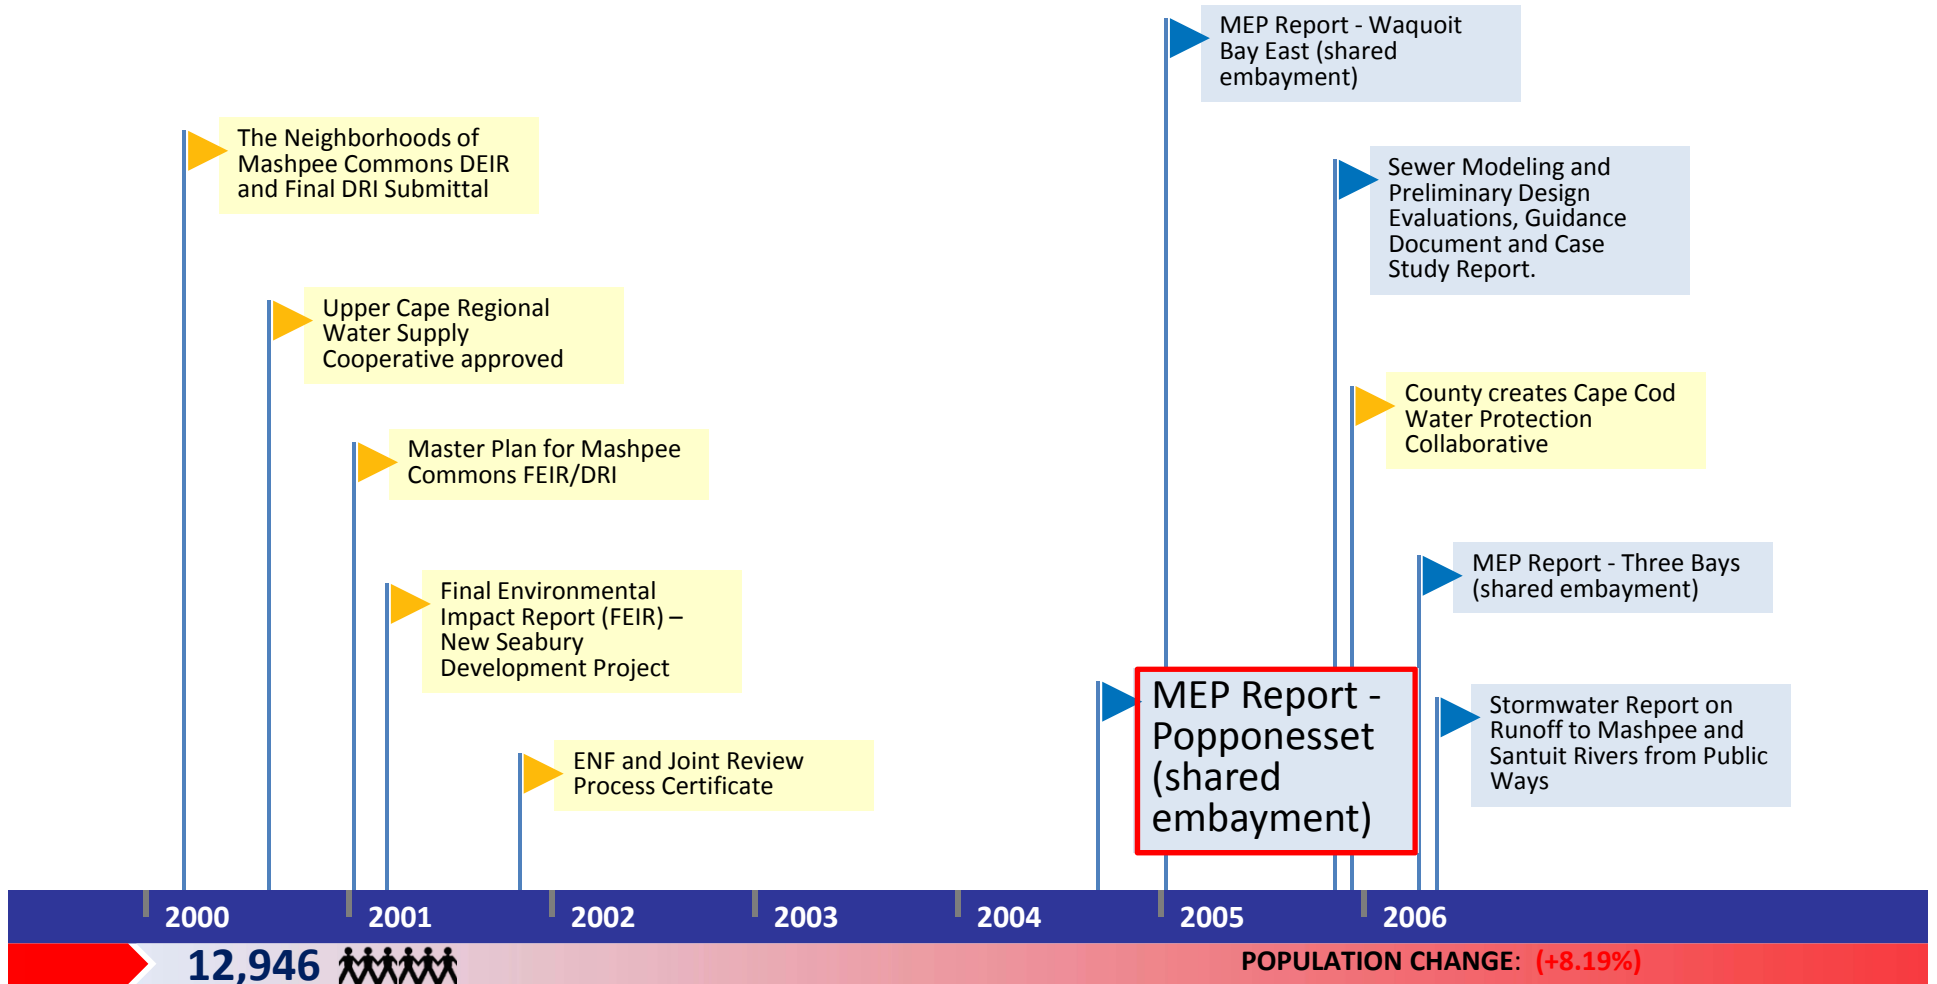 MEP Report - Waquoit
Bay East (shared
embayment)
The Neighborhoods of
Mashpee Commons DEIR
and Final DRI Submittal
Sewer Modeling and
Preliminary Design
Evaluations, Guidance
Document and Case
Study Report.
Upper Cape Regional
Water Supply
Cooperative approved
County creates Cape Cod
Water Protection
Collaborative
Master Plan for Mashpee
Commons FEIR/DRI
MEP Report - Three Bays
(shared embayment)
Final Environmental
Impact Report (FEIR) –
New Seabury
Development Project
MEP Report -
Popponesset
(shared
embayment)
Stormwater Report on
Runoff to Mashpee and
Santuit Rivers from Public
Ways
ENF and Joint Review
Process Certificate
2000 2001 2002 2003 2004 2005 2006
12,946 POPULATION CHANGE: (+8.19%)